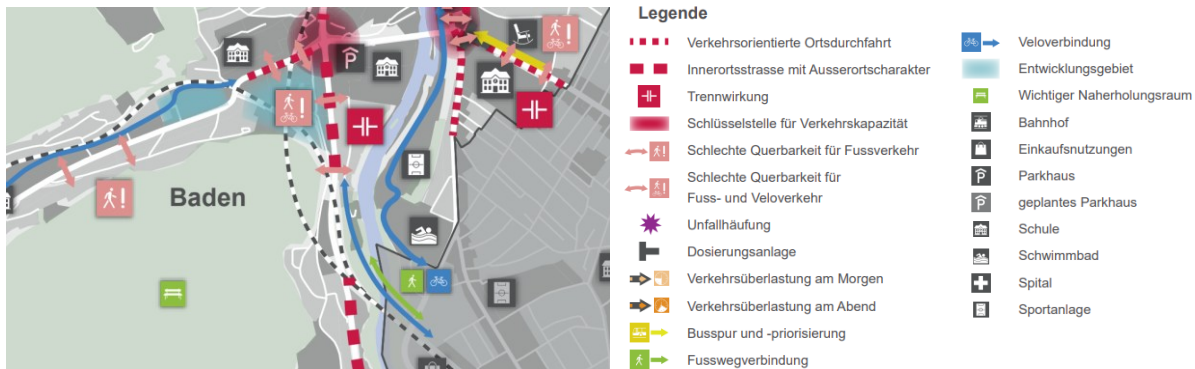 Baden
Legende
Verkehrsorientierte Ortsdurchfahrt
Innerortsstrasse mit Ausserortscharakter
Trennwirkung
Schlüsselstelle für Verkehrskapazität
Schlechte Querbarkeit für Fussverkehr
Schlechte Querbarkeit für
Fuss- und Veloverkehr
Unfallhäufung
Dosierungsanlage
Verkehrsüberlastung am Morgen
Verkehrsüberlastung am Abend
Busspur und -priorisierung
Fusswegverbindung
Veloverbindung
Entwicklungsgebiet
Wichtiger Naherholungsraum
Bahnhof
Einkaufsnutzungen
Parkhaus
geplantes Parkhaus
Schule
Schwimmbad
Spital
Sportanlage